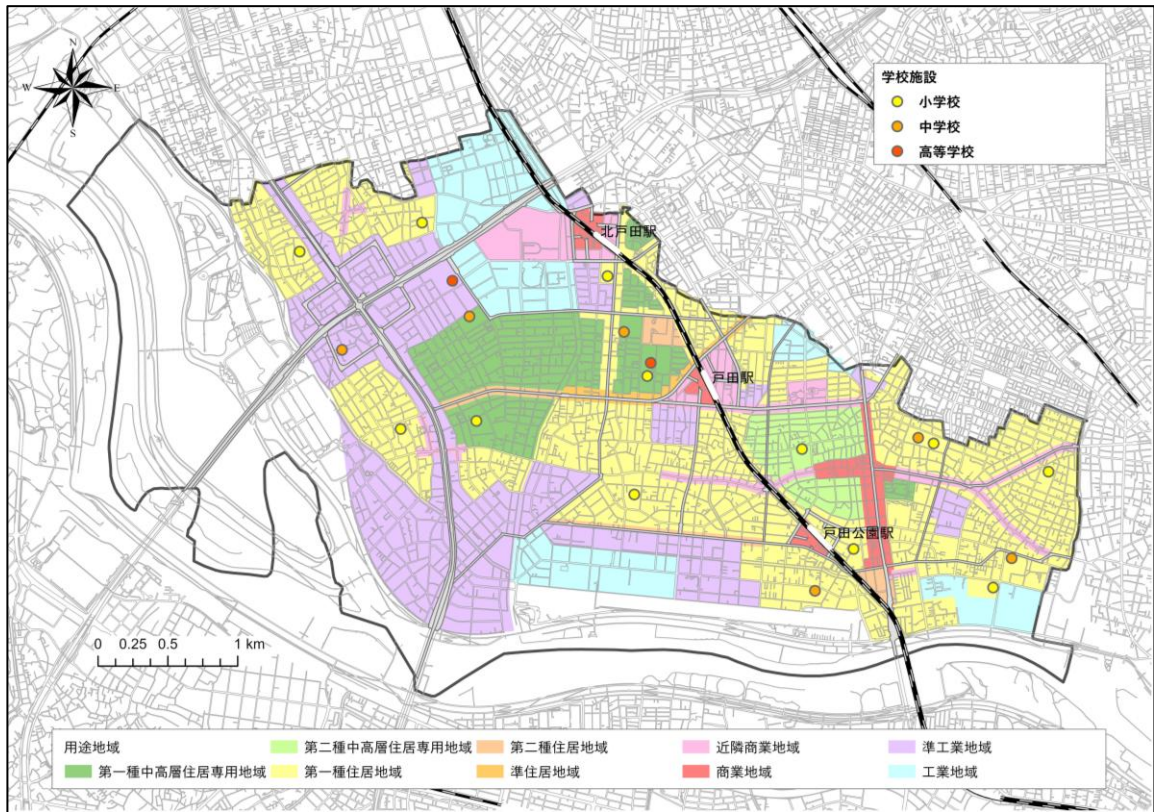 N
W
E
S
学校施設
小学校
中学校
高等学校
北戸田駅
戸田駅
戸田公園駅
0 0.25 0.5 1 km
用途地域
第二種中高層住居専用地域
第二種住居地域
近隣商業地域
準工業地域
第一種中高層住居専用地域
第一種住居地域
準住居地域
商業地域
工業地域